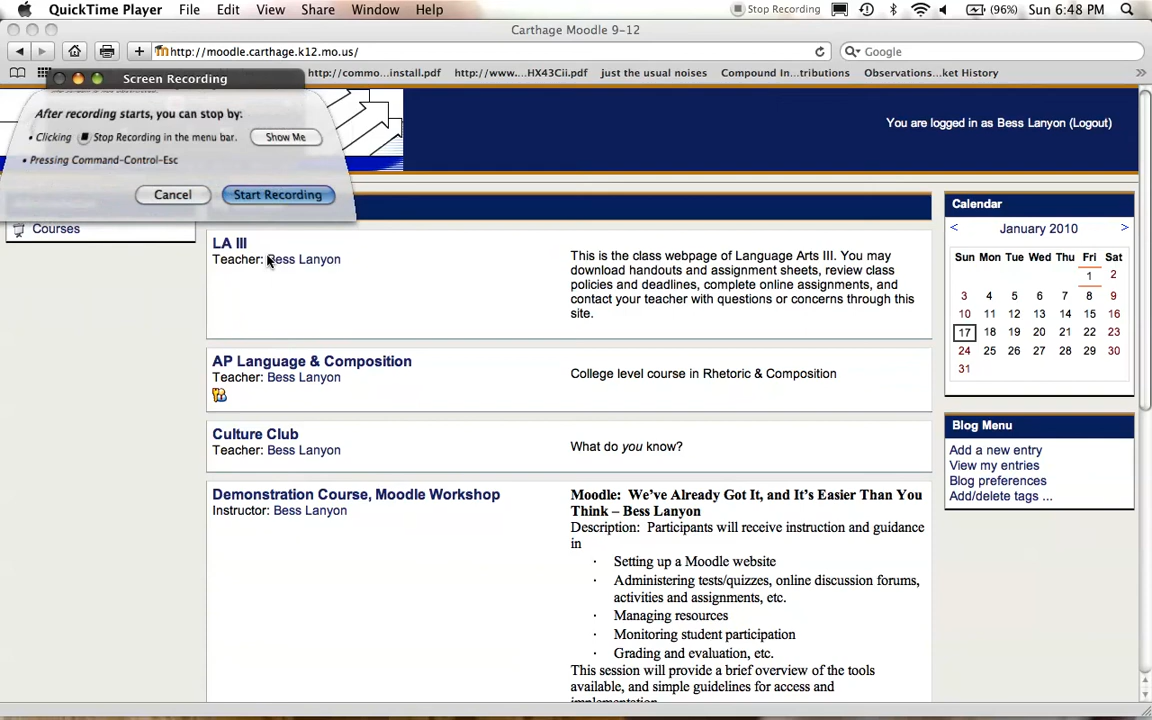 QuickTime Player File Edit View Share Window Help Stop Recording (96%) Sun 6:48 PM
Carthage Moodle 9-12
http://moodle.carthage.k12.mo.us/ Google
http://commo...install.pdf http://www....HX43Cii.pdf just the usual noises Compound In...tributions Observations...ket History
Screen Recording
After recording starts, you can stop by:
• Clicking Stop Recording in the menu bar. Show Me
• Pressing Command-Control-Esc
Cancel Start Recording
You are logged in as Bess Lanyon (Logout)
Courses
LA III
Teacher: Bess Lanyon
This is the class webpage of Language Arts III. You may
download handouts and assignment sheets, review class
policies and deadlines, complete online assignments, and
contact your teacher with questions or concerns through this
site.
AP Language & Composition
Teacher: Bess Lanyon
College level course in Rhetoric & Composition
Culture Club
Teacher: Bess Lanyon
What do you know?
Demonstration Course, Moodle Workshop
Instructor: Bess Lanyon
Moodle: We've Already Got It, and It's Easier Than You
Think – Bess Lanyon
Description: Participants will receive instruction and guidance
in
· Setting up a Moodle website
· Administering tests/quizzes, online discussion forums,
activities and assignments, etc.
· Managing resources
· Monitoring student participation
· Grading and evaluation, etc.
This session will provide a brief overview of the tools
available, and simple guidelines for access and
Calendar
< January 2010 >
Sun Mon Tue Wed Thu Fri Sat
1 2
3 4 5 6 7 8 9
10 11 12 13 14 15 16
17 18 19 20 21 22 23
24 25 26 27 28 29 30
31
Blog Menu
Add a new entry
View my entries
Blog preferences
Add/delete tags ...